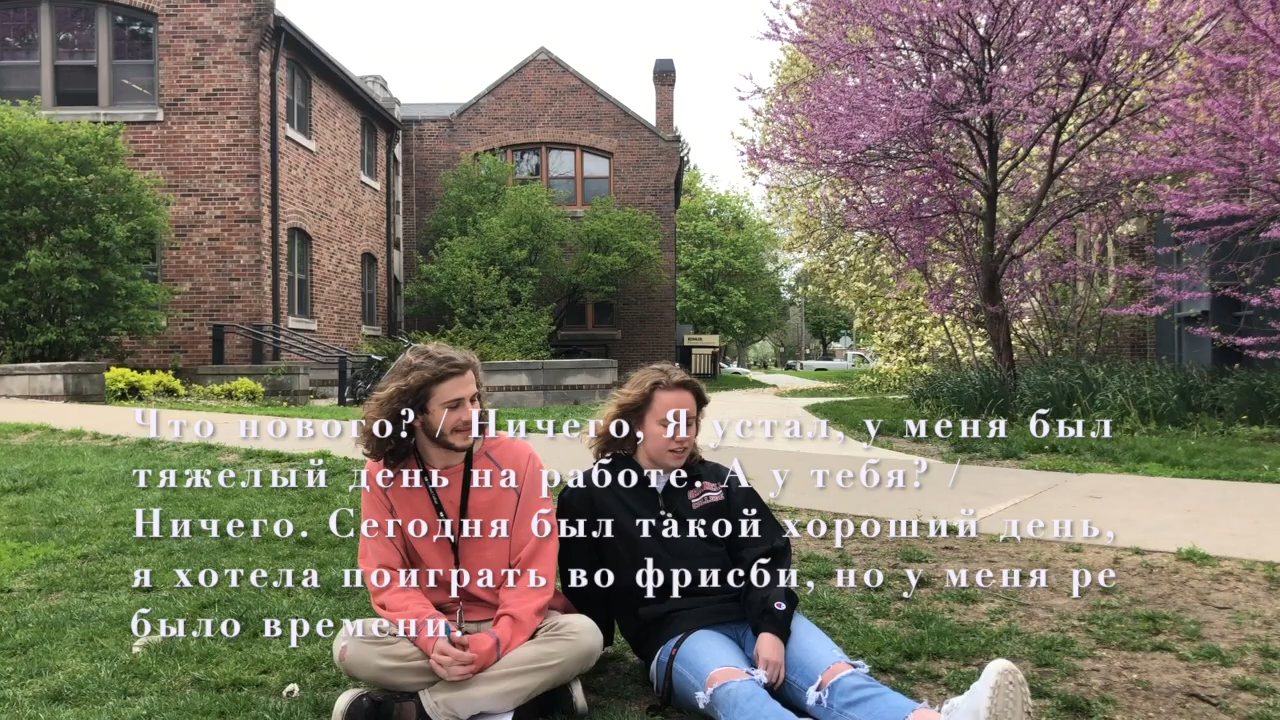 Что нового? / Ничего, Я устал, у меня был
тяжелый день на работе. А у тебя? /
Ничего. Сегодня был такой хороший день,
я хотела поиграть во фрисби, но у меня ре
было времени.